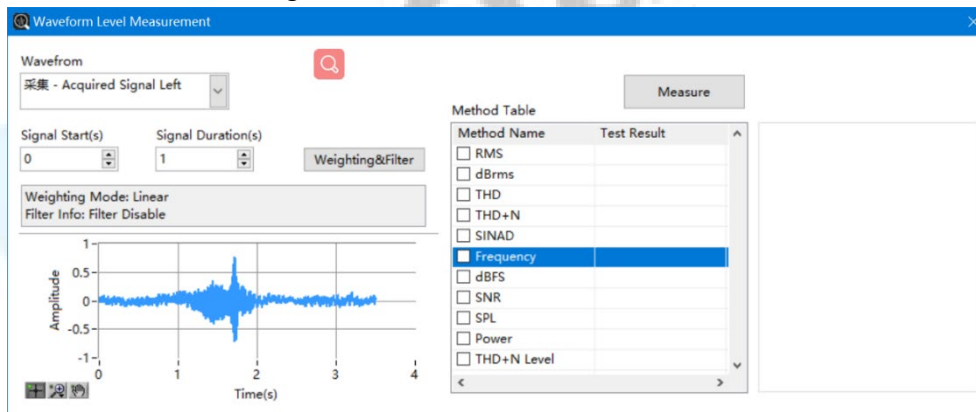 Waveform Level Measurement
Wavefrom
采集 - Acquired Signal Left
Signal Start(s)
Signal Duration(s)
0
1
Weighting&Filter
Weighting Mode: Linear
Filter Info: Filter Disable
Amplitude
1
0.5
0
-0.5
-1
0
1
2
3
4
Time(s)
Measure
Method Table
Method Name
Test Result
RMS
dBrms
THD
THD+N
SINAD
Frequency
dBFS
SNR
SPL
Power
THD+N Level